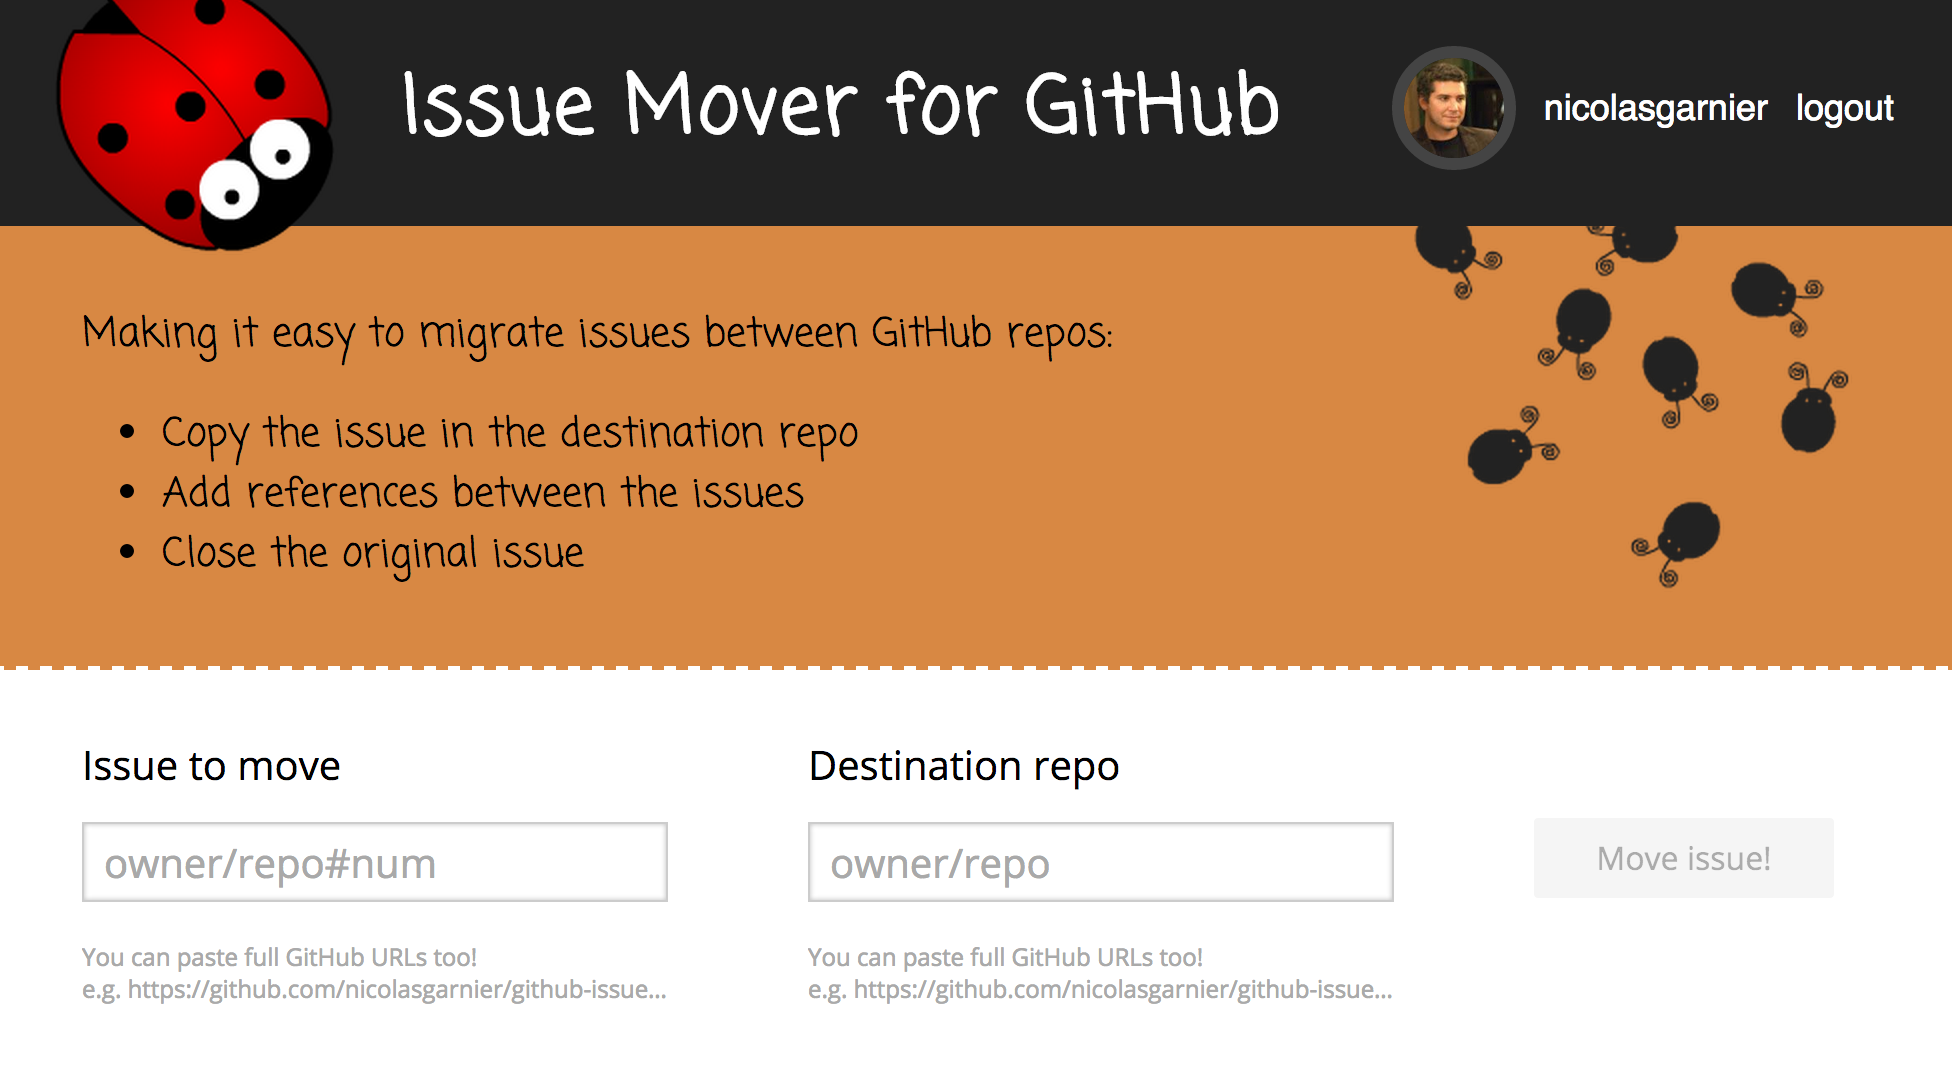 Issue Mover for GitHub
nicolasgarnier logout
Making it easy to migrate issues between GitHub repos:
• Copy the issue in the destination repo
• Add references between the issues
• Close the original issue
Issue to move
owner/repo#num
You can paste full GitHub URLs too!
e.g. https://github.com/nicolasgarnier/github-issue...
Destination repo
owner/repo
You can paste full GitHub URLs too!
e.g. https://github.com/nicolasgarnier/github-issue...
Move issue!